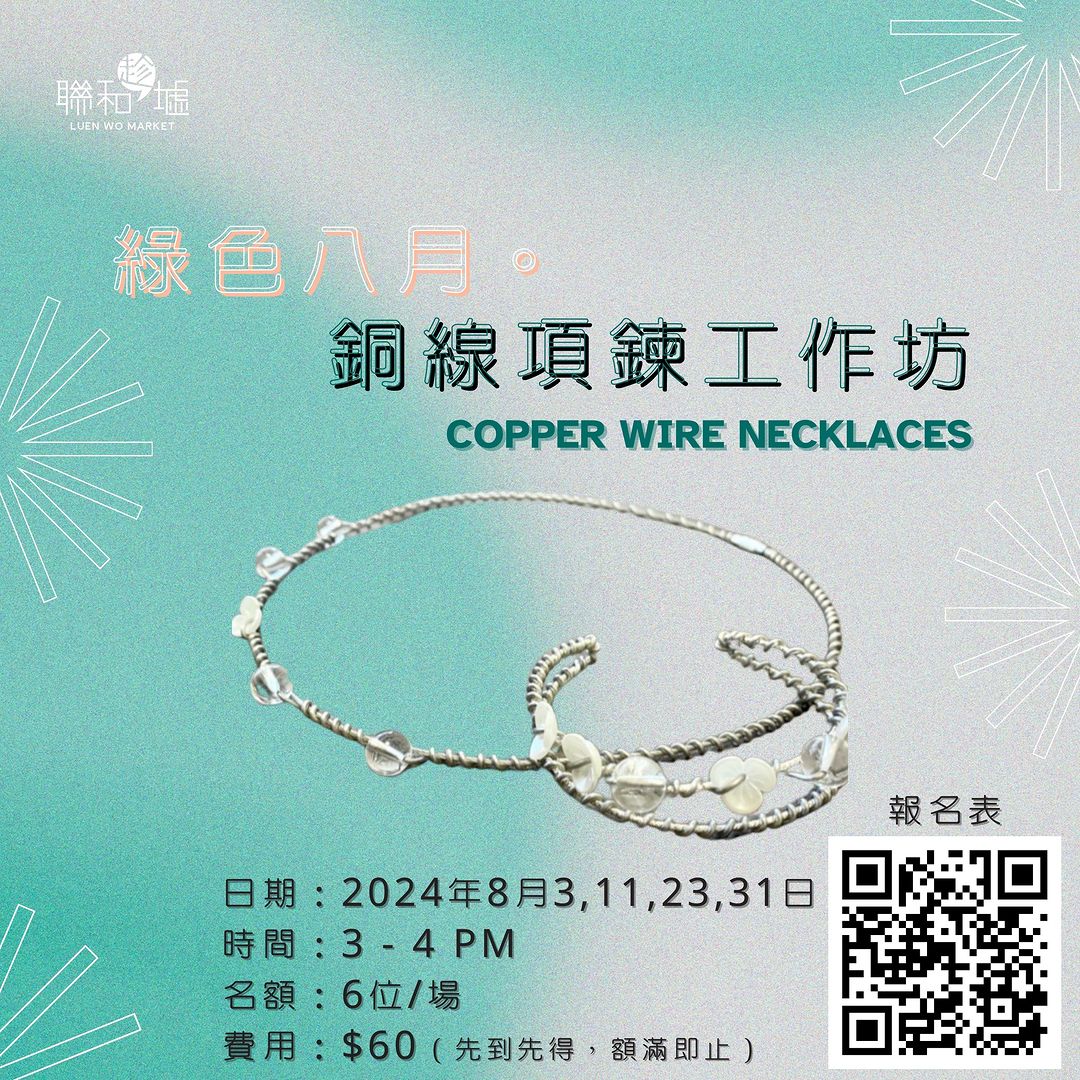 聯和趁墟
LUEN WO MARKET
綠色八月。
銅線項鍊工作坊
COPPER WIRE NECKLACES
報名表
日期：2024年8月3,11,23,31日
時間：3 - 4 PM
名額：6位/場
費用：$60（先到先得，額滿即止）